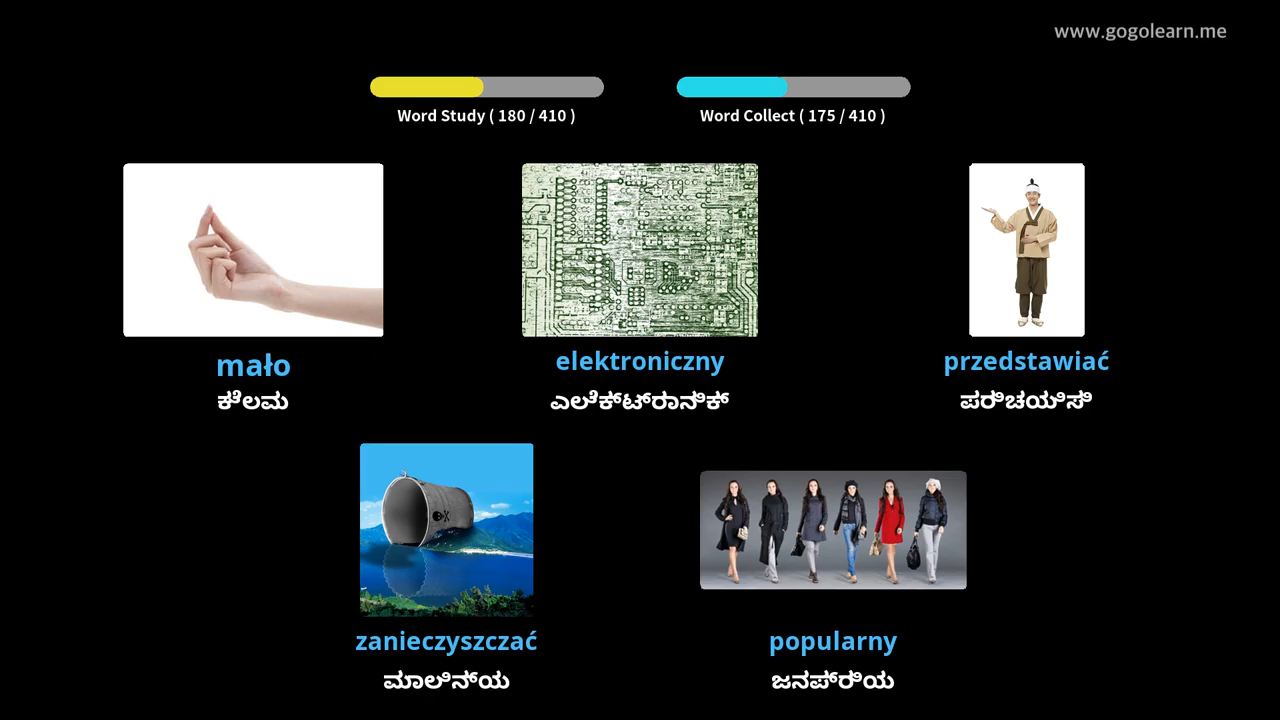 www.gogolearn.me
Word Study ( 180 / 410 )
Word Collect ( 175 / 410 )
mało
ಕೆಲಮ
elektroniczny
ಎಲೆಕ್ಟ್ರಾನಿಕ್
przedstawiać
ಪರಿಚಯಿಸಿ
zanieczyszczać
ಮಾಲಿನ್ಯ
popularny
ಜನಪ್ರಿಯ